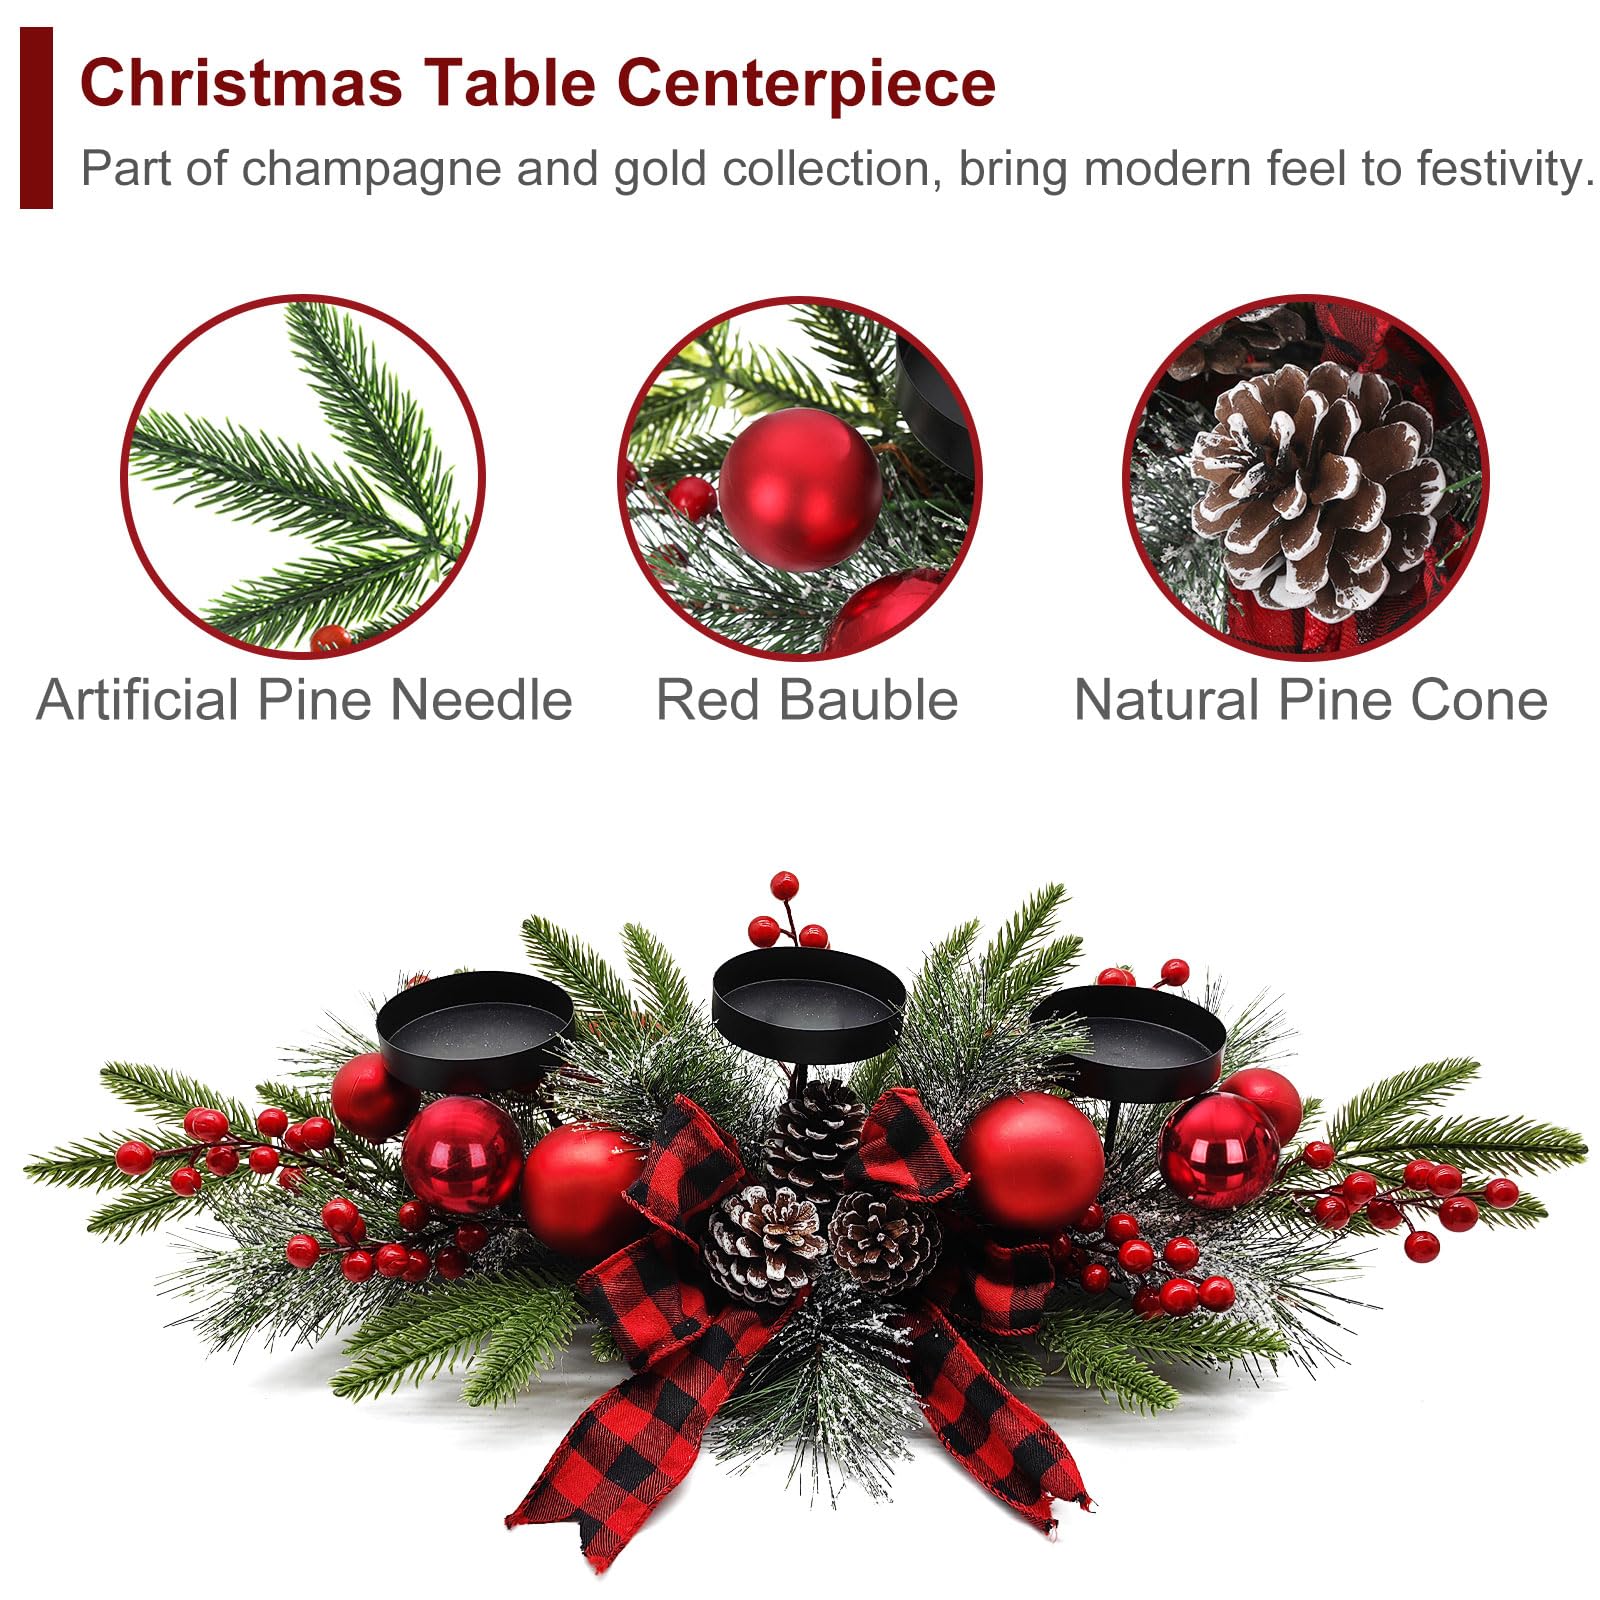 Christmas Table Centerpiece
Part of champagne and gold collection, bring modern feel to festivity.
Artificial Pine Needle
Red Bauble
Natural Pine Cone